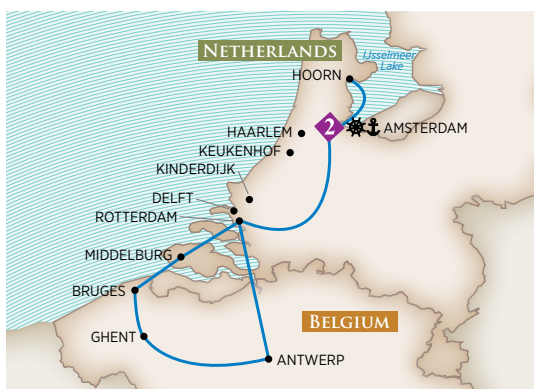 NETHERLANDS
IJsselmeer
Lake
HOORN
2
AMSTERDAM
HAARLEM
KEUKENHOF
KINDERDIJK
DELFT
ROTTERDAM
MIDDELBURG
BRUGES
BELGIUM
GHENT
ANTWERP